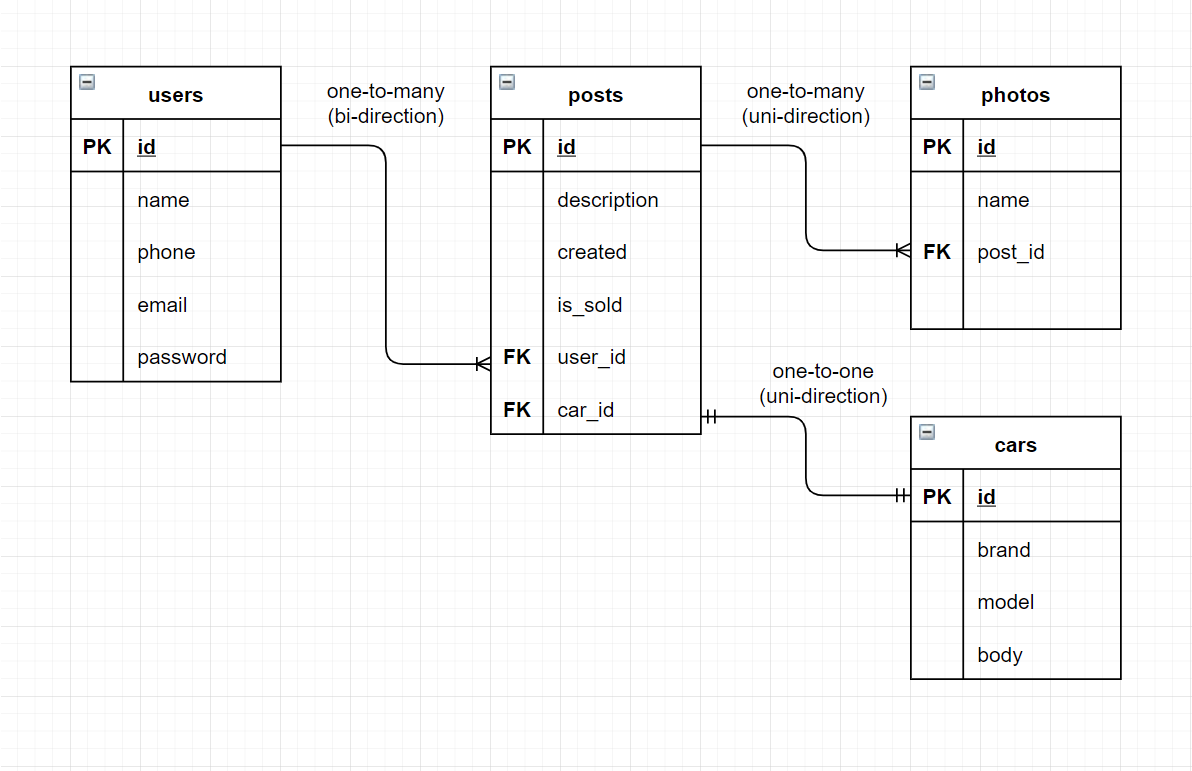 users
PK id
name
phone
email
password
one-to-many
(bi-direction)
posts
PK id
description
created
is_sold
FK user_id
FK car_id
one-to-many
(uni-direction)
photos
PK id
name
FK post_id
one-to-one
(uni-direction)
cars
PK id
brand
model
body